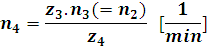 n₄ = z₃.n₃(= n₂) / z₄ [1/min]